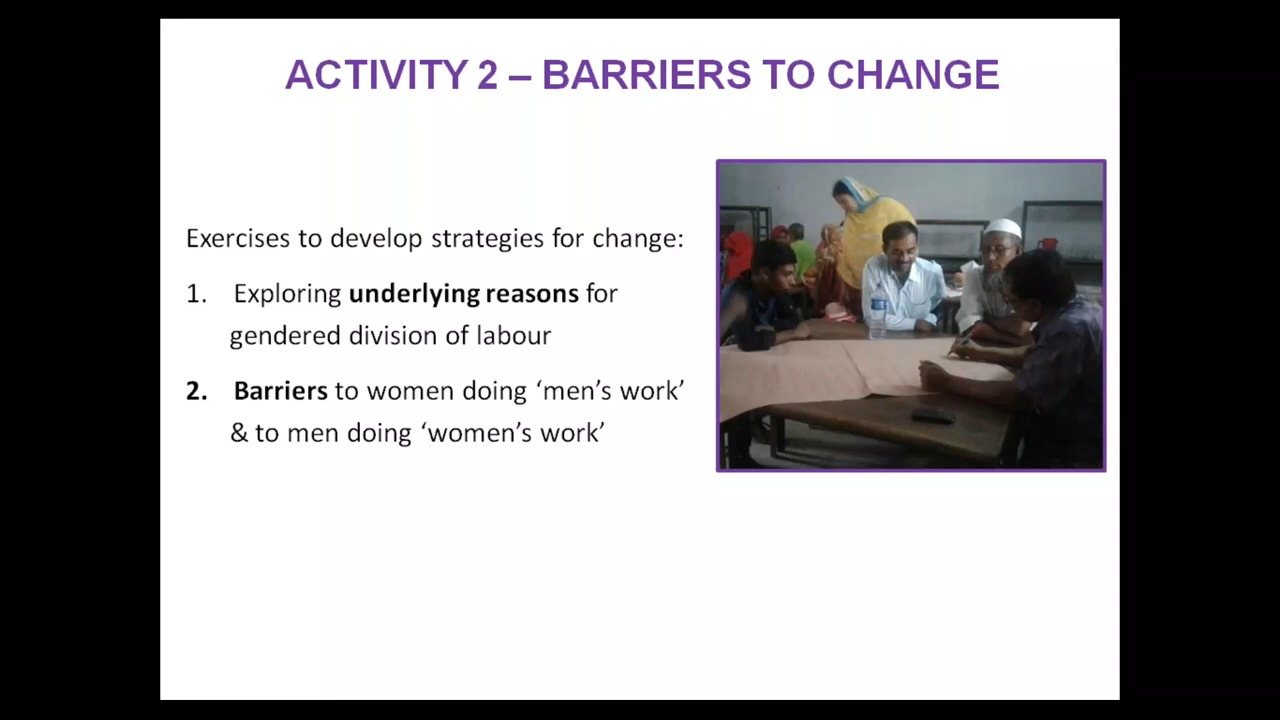 ACTIVITY 2 – BARRIERS TO CHANGE
Exercises to develop strategies for change:
1. Exploring underlying reasons for
gendered division of labour
2. Barriers to women doing ‘men’s work’
& to men doing ‘women’s work’